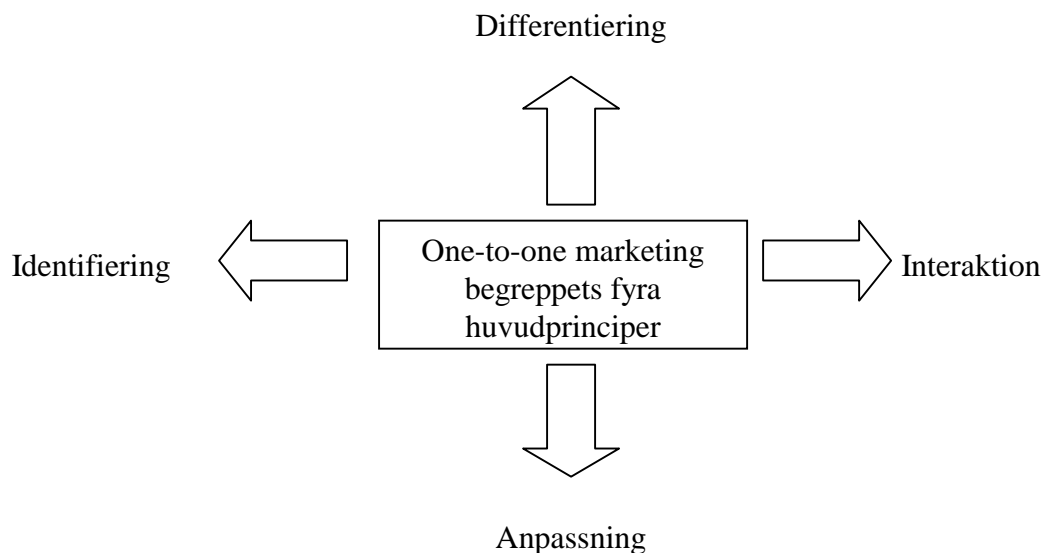 Differentiering
Identifiering
One-to-one marketing
begreppets fyra
huvudprinciper
Interaktion
Anpassning